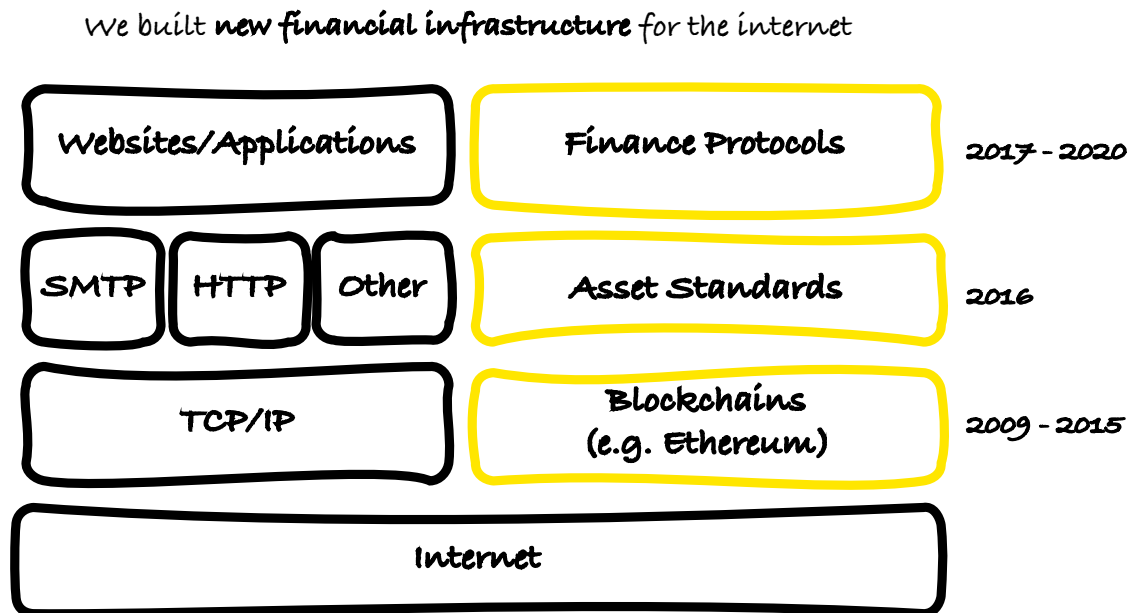 We built new financial infrastructure for the internet
Websites/Applications
Finance Protocols
2017 - 2020
SMTP
HTTP
Other
Asset Standards
2016
TCP/IP
Blockchains
(e.g. Ethereum)
2009 - 2015
Internet